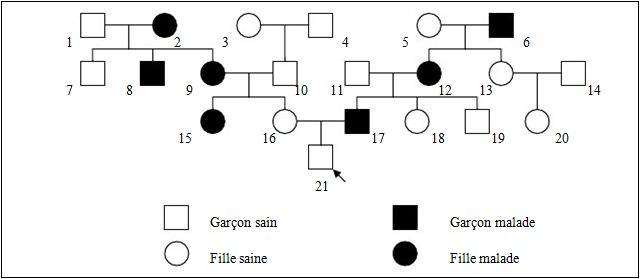 1 2 3 4 5 6
7 8 9 10 11 12 13 14
15 16 17 18 19 20
21
Garçon sain Garçon malade
Fille saine Fille malade